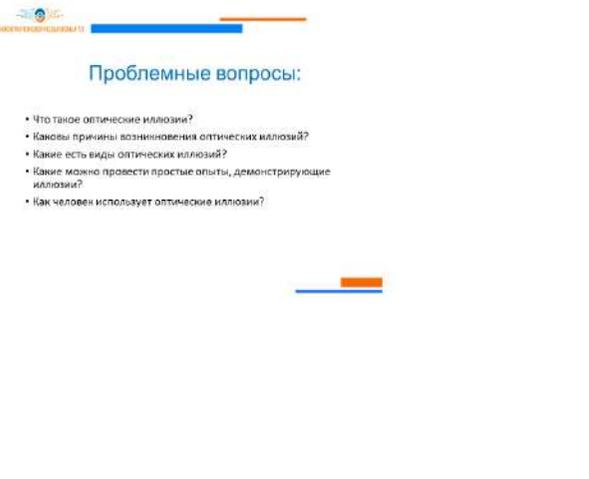 Проблемные вопросы:
• Что такое оптические иллюзии?
• Каковы причины возникновения оптических иллюзий?
• Какие есть виды оптических иллюзий?
• Какие можно провести простые опыты, демонстрирующие
иллюзии?
• Как человек использует оптические иллюзии?